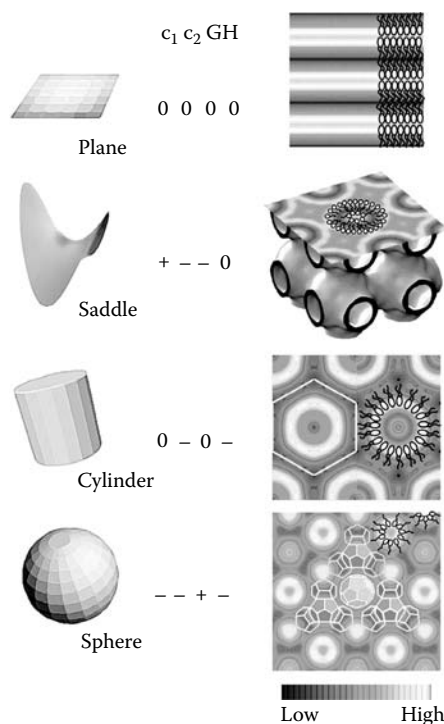 c₁ c₂ GH
0 0 0 0
Plane
+ – – 0
Saddle
0 – 0 –
Cylinder
– – + –
Sphere
Low High